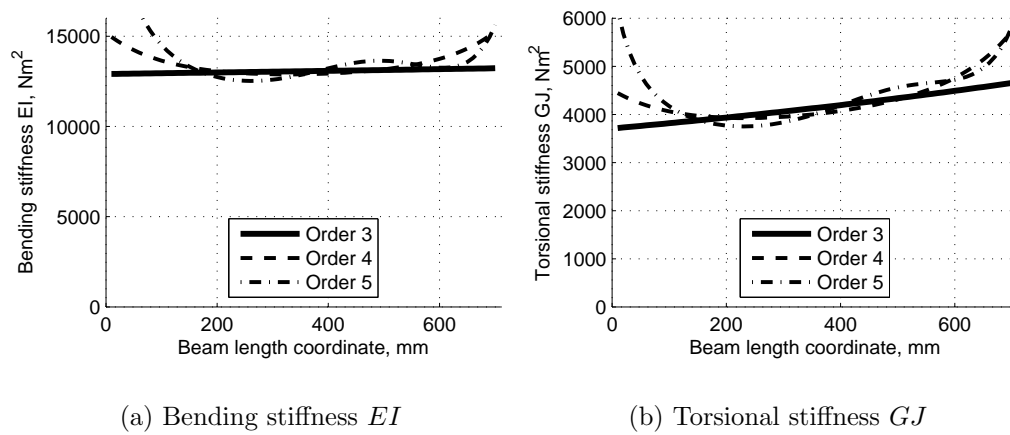 15000
10000
5000
0
0
200
400
600
Bending stiffness EI, Nm²
Beam length coordinate, mm
Order 3
Order 4
Order 5
(a) Bending stiffness EI
6000
5000
4000
3000
2000
1000
0
0
200
400
600
Torsional stiffness GJ, Nm²
Beam length coordinate, mm
Order 3
Order 4
Order 5
(b) Torsional stiffness GJ